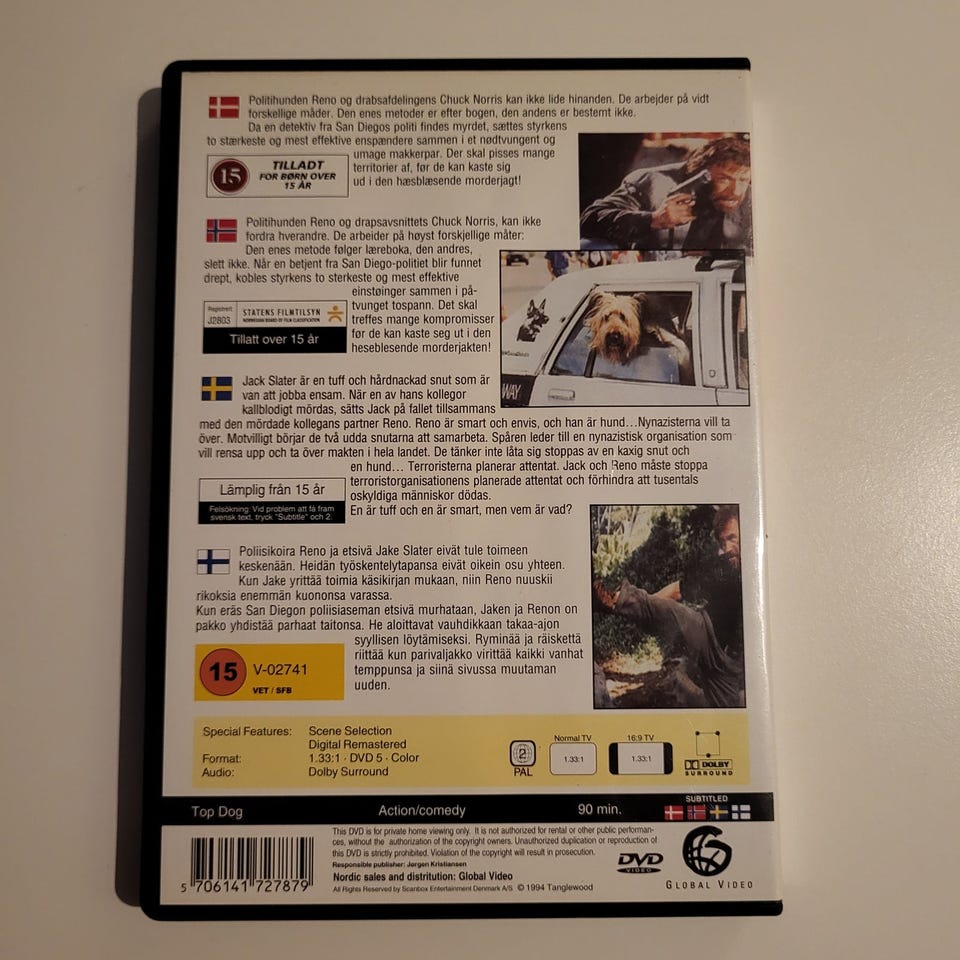 Politihunden Reno og drabsafdelingens Chuck Norris kan ikke lide hinanden. De arbejder på vidt
forskellige måder. Den enes metoder er efter bogen, den andens er bestemt ikke.
Da en detektiv fra San Diegos politi findes myrdet, sættes styrkens
to stærkeste og mest effektive enspændere sammen i et nødtvungent og
umage makkerpar. Der skal pisses mange
territorier af, før de kan kaste sig
ud i den hæsblæsende morderjagt!
15
TILLADT
FOR BØRN OVER
15 ÅR
Politihunden Reno og drapsavsnittets Chuck Norris, kan ikke
fordra hverandre. De arbeider på høyst forskjellige måter:
Den enes metode følger læreboka, den andres,
slett ikke. Når en betjent fra San Diego-politiet blir funnet
drept, kobles styrkens to sterkeste og mest effektive
einstøinger sammen i på-
tvunget tospann. Det skal
treffes mange kompromisser
før de kan kaste seg ut i den
heseblesende morderjakten!
Registrert
J2803
STATENS FILMTILSYN
NORWEGIAN BOARD OF FILM CLASSIFICATION
Tillatt over 15 år
WAY
Jack Slater är en tuff och hårdnackad snut som är
van att jobba ensam. När en av hans kollegor
kallblodigt mördas, sätts Jack på fallet tillsammans
med den mördade kollegans partner Reno. Reno är smart och envis, och han är hund...Nynazisterna vill ta
över. Motvilligt börjar de två udda snutarna att samarbeta. Spåren leder till en nynazistisk organisation som
vill rensa upp och ta över makten i hela landet. De tänker inte låta sig stoppas av en kaxig snut och
en hund... Terroristerna planerar attentat. Jack och Reno måste stoppa
terroristorganisationens planerade attentat och förhindra att tusentals
oskyldiga människor dödas.
En är tuff och en är smart, men vem är vad?
Lämplig från 15 år
Felsökning: Vid problem att få fram
svensk text, tryck "Subtitle" och 2.
Poliisikoira Reno ja etsivä Jake Slater eivät tule toimeen
keskenään. Heidän työskentelytapansa eivät oikein osu yhteen.
Kun Jake yrittää toimia käsikirjan mukaan, niin Reno nuuskii
rikoksia enemmän kuononsa varassa.
Kun eräs San Diegon poliisiaseman etsivä murhataan, Jaken ja Renon on
pakko yhdistää parhaat taitonsa. He aloittavat vauhdikkaan takaa-ajon
syyllisen löytämiseksi. Ryminää ja räiskettä
riittää kun parivaljakko virittää kaikki vanhat
temppunsa ja siinä sivussa muutaman
uuden.
15
V-02741
VET / SFB
Special Features: Scene Selection
Digital Remastered
Format: 1.33:1 · DVD 5 · Color
Audio: Dolby Surround
2
PAL
Normal TV
1.33:1
16:9 TV
1.33:1
DOLBY
SURROUND
Top Dog Action/comedy 90 min.
SUBTITLED
This DVD is for private home viewing only. It is not authorized for rental or other public performan-
ces, without the authorization of the copyright owners. Unauthorized duplication or reproduction of
this DVD is strictly prohibited. Violation of the copyright will result in prosecution.
Responsible publisher: Jørgen Kristiansen
Nordic sales and distritution: Global Video
All Rights Reserved by Scanbox Entertainment Denmark A/S © 1994 Tanglewood
5 706141 727879
DVD
VIDEO
GLOBAL VIDEO